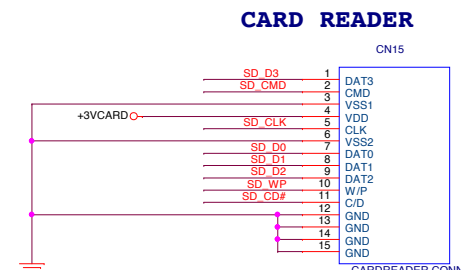 CARD READER
CN15
SD_D3 1 DAT3
SD_CMD 2 CMD
3 VSS1
+3VCARD 4 VDD
SD_CLK 5 CLK
6 VSS2
SD_D0 7 DAT0
SD_D1 8 DAT1
SD_D2 9 DAT2
SD_WP 10 W/P
SD_CD# 11 C/D
12 GND
13 GND
14 GND
15 GND
CARDREADER CONN